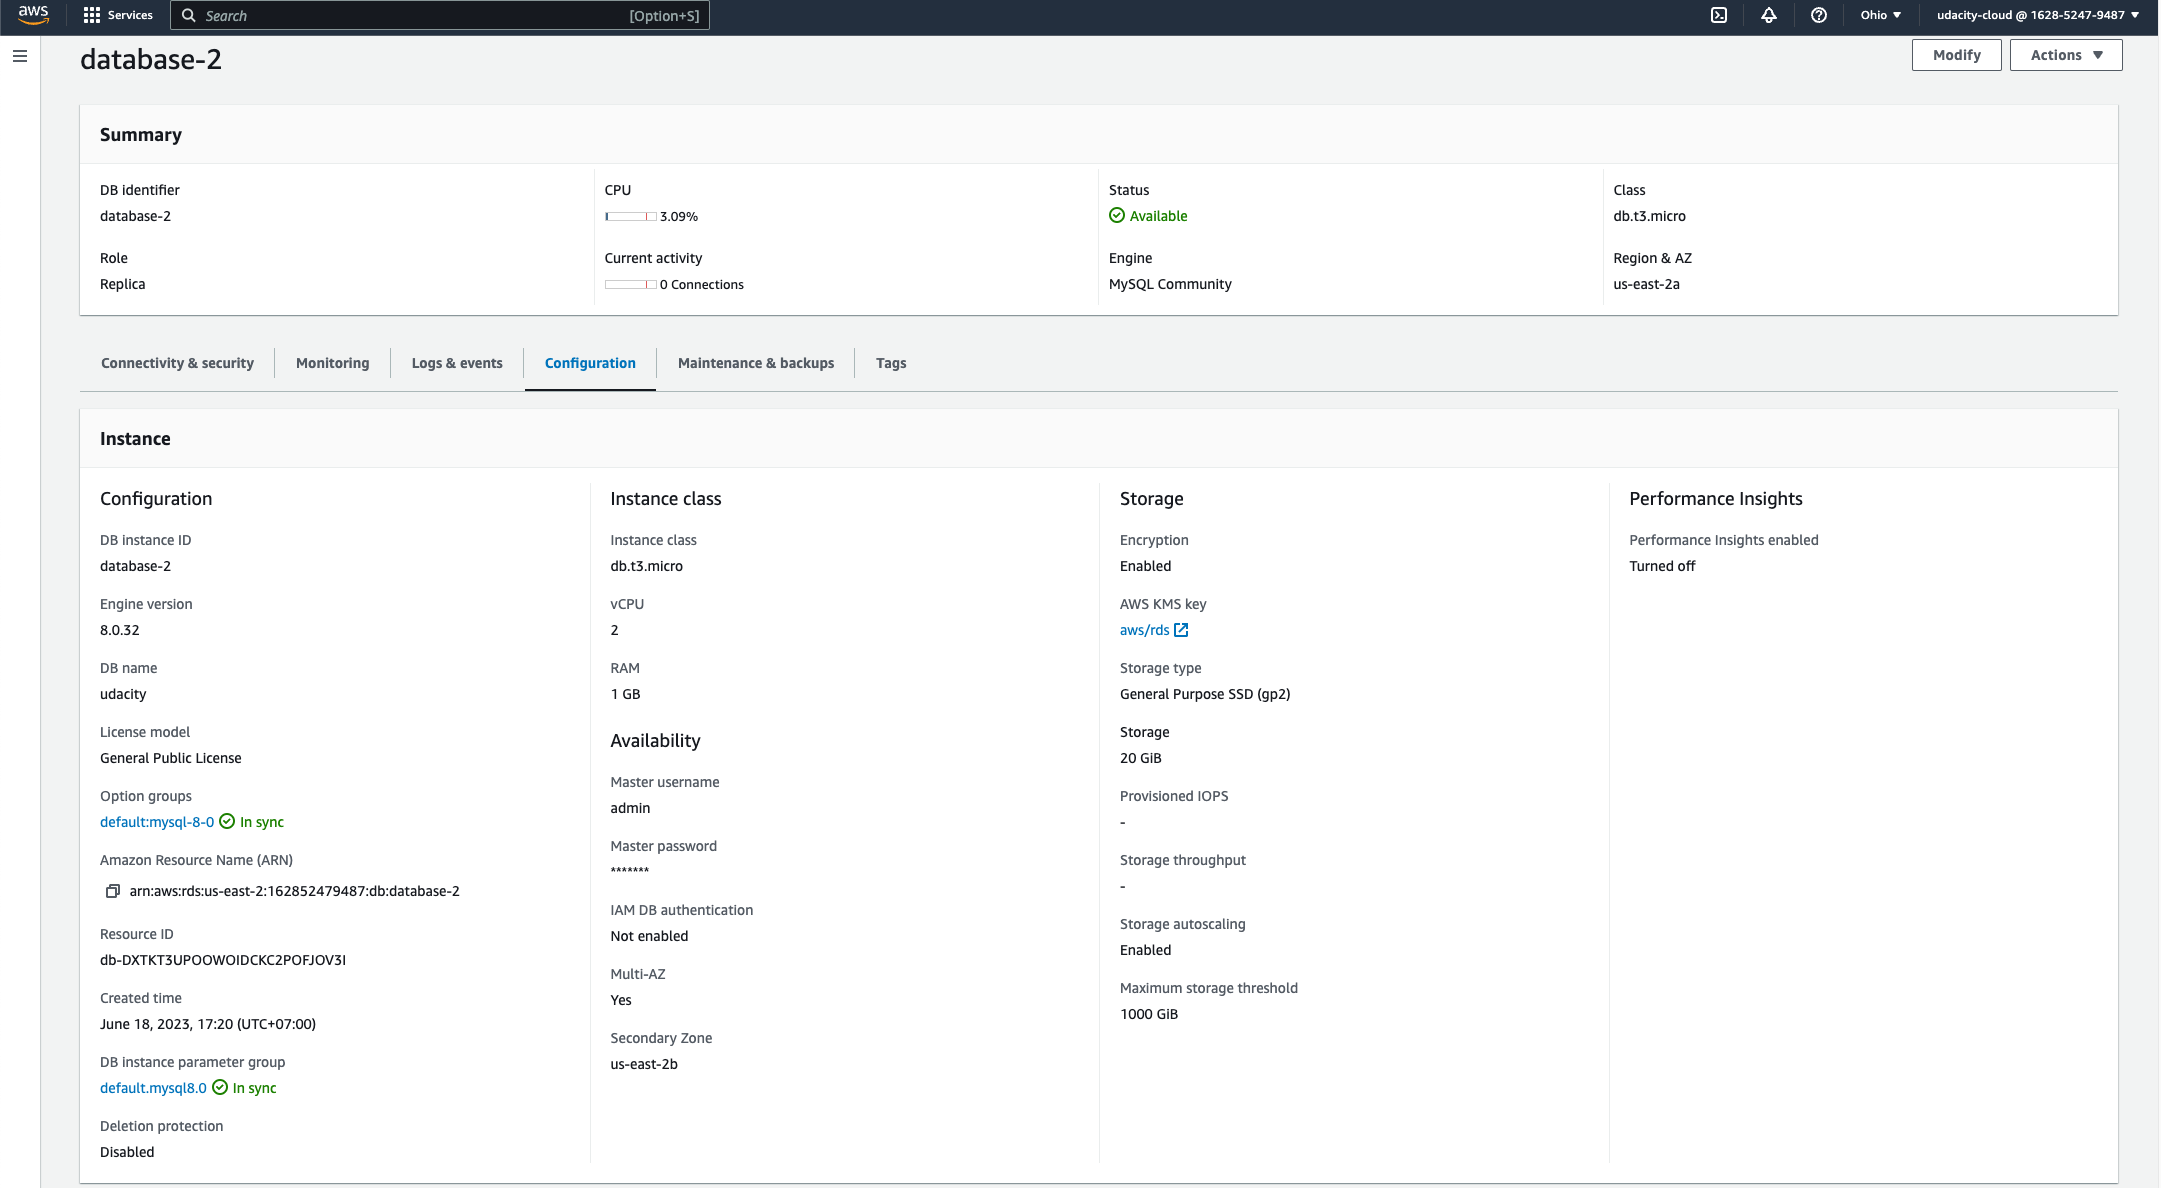 aws
Services
Search
[Option+S]
Ohio
udacity-cloud @ 1628-5247-9487
database-2
Modify
Actions
Summary
DB identifier
database-2
CPU
3.09%
Status
Available
Class
db.t3.micro
Role
Replica
Current activity
0 Connections
Engine
MySQL Community
Region & AZ
us-east-2a
Connectivity & security
Monitoring
Logs & events
Configuration
Maintenance & backups
Tags
Instance
Configuration
DB instance ID
database-2
Engine version
8.0.32
DB name
udacity
License model
General Public License
Option groups
default:mysql-8-0 In sync
Amazon Resource Name (ARN)
arn:aws:rds:us-east-2:162852479487:db:database-2
Resource ID
db-DXTKT3UPOOWOIDCKC2POFJOV3I
Created time
June 18, 2023, 17:20 (UTC+07:00)
DB instance parameter group
default.mysql8.0 In sync
Deletion protection
Disabled
Instance class
Instance class
db.t3.micro
vCPU
2
RAM
1 GB
Availability
Master username
admin
Master password
*******
IAM DB authentication
Not enabled
Multi-AZ
Yes
Secondary Zone
us-east-2b
Storage
Encryption
Enabled
AWS KMS key
aws/rds
Storage type
General Purpose SSD (gp2)
Storage
20 GiB
Provisioned IOPS
-
Storage throughput
-
Storage autoscaling
Enabled
Maximum storage threshold
1000 GiB
Performance Insights
Performance Insights enabled
Turned off